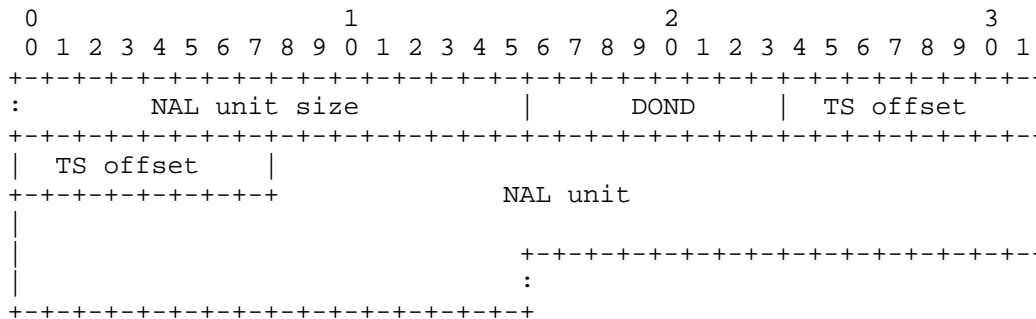 0                   1                   2                   3
 0 1 2 3 4 5 6 7 8 9 0 1 2 3 4 5 6 7 8 9 0 1 2 3 4 5 6 7 8 9 0 1
+-+-+-+-+-+-+-+-+-+-+-+-+-+-+-+-+-+-+-+-+-+-+-+-+-+-+-+-+-+-+-+-
:        NAL unit size          |      DOND     |  TS offset
+-+-+-+-+-+-+-+-+-+-+-+-+-+-+-+-+-+-+-+-+-+-+-+-+-+-+-+-+-+-+-+-
|  TS offset    |
+-+-+-+-+-+-+-+-+              NAL unit
|
|                               +-+-+-+-+-+-+-+-+-+-+-+-+-+-+-+-
|                               :
+-+-+-+-+-+-+-+-+-+-+-+-+-+-+-+-+